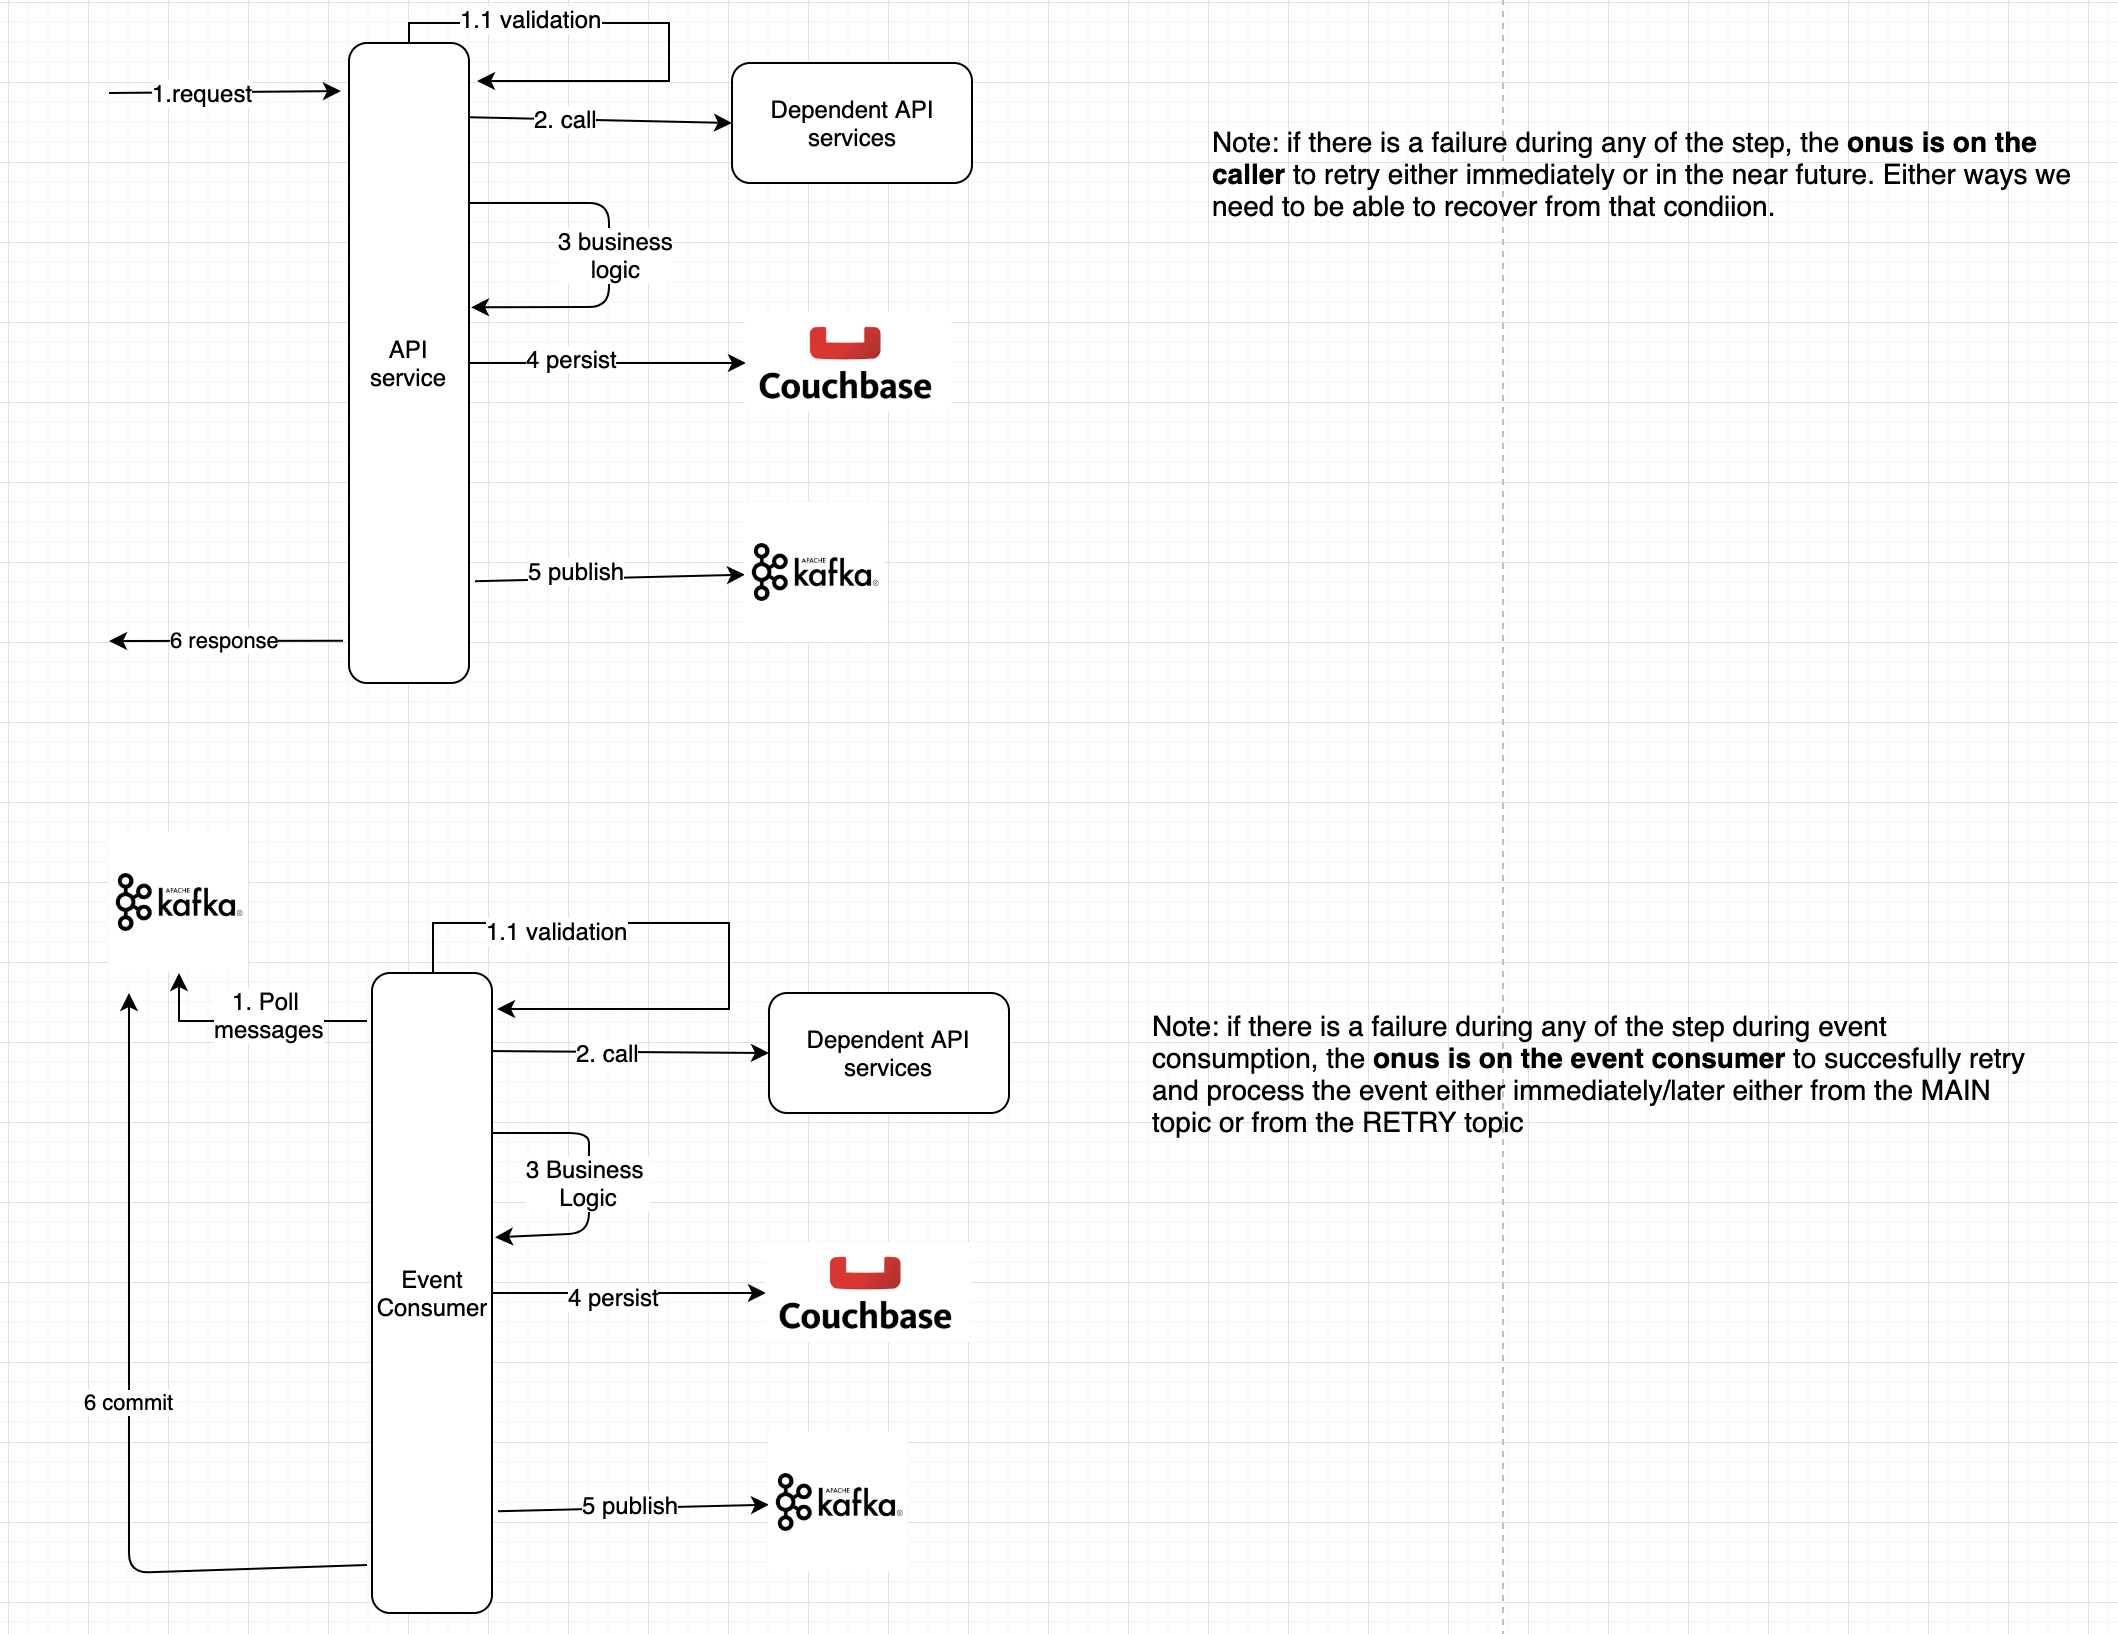 1.1 validation
1.request
2. call
Dependent API
services
Note: if there is a failure during any of the step, the onus is on the
caller to retry either immediately or in the near future. Either ways we
need to be able to recover from that condiion.
3 business
logic
API
service
4 persist
Couchbase
5 publish
APACHE
kafka®
6 response
APACHE
kafka®
1.1 validation
1. Poll
messages
2. call
Dependent API
services
Note: if there is a failure during any of the step during event
consumption, the onus is on the event consumer to succesfully retry
and process the event either immediately/later either from the MAIN
topic or from the RETRY topic
3 Business
Logic
Event
Consumer
4 persist
Couchbase
6 commit
5 publish
APACHE
kafka®